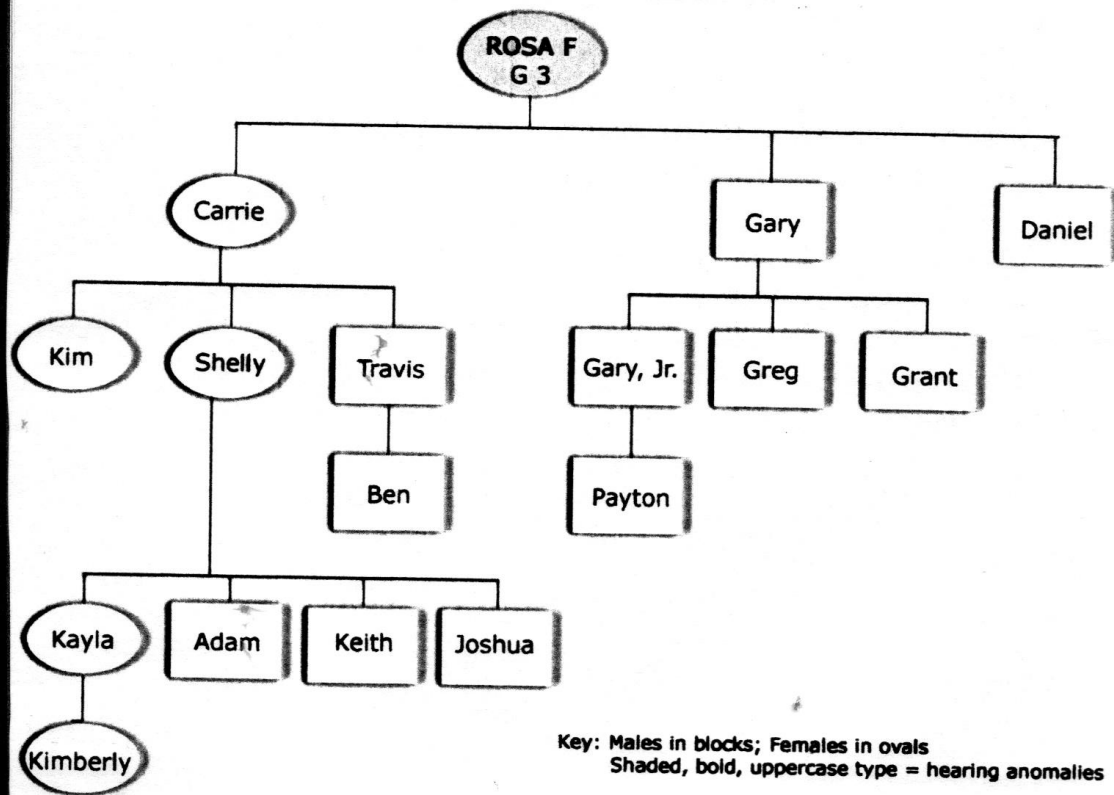 ROSA F
G 3
Carrie
Gary
Daniel
Kim
Shelly
Travis
Gary, Jr.
Greg
Grant
Ben
Payton
Kayla
Adam
Keith
Joshua
Kimberly
Key: Males in blocks; Females in ovals
Shaded, bold, uppercase type = hearing anomalies